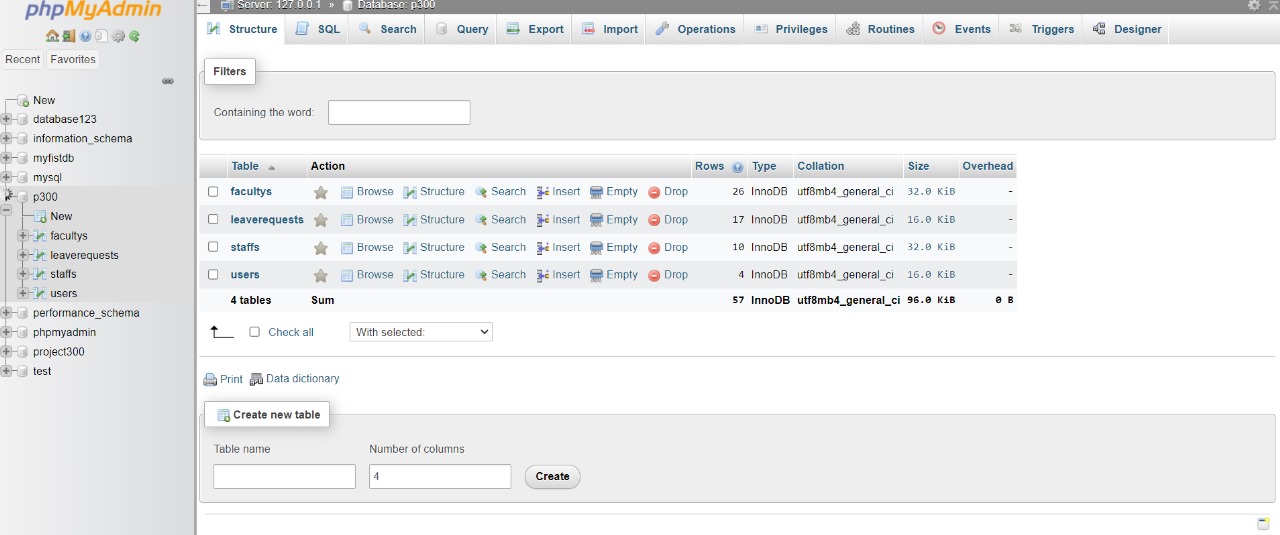 phpMyAdmin
Recent Favorites
New
database123
information_schema
myfistdb
mysql
p300
New
facultys
leaverequests
staffs
users
performance_schema
phpmyadmin
project300
test
Server: 127.0.0.1 » Database: p300
Structure SQL Search Query Export Import Operations Privileges Routines Events Triggers Designer
Filters
Containing the word:
Table Action Rows Type Collation Size Overhead
facultys Browse Structure Search Insert Empty Drop 26 InnoDB utf8mb4_general_ci 32.0 KiB -
leaverequests Browse Structure Search Insert Empty Drop 17 InnoDB utf8mb4_general_ci 16.0 KiB -
staffs Browse Structure Search Insert Empty Drop 10 InnoDB utf8mb4_general_ci 32.0 KiB -
users Browse Structure Search Insert Empty Drop 4 InnoDB utf8mb4_general_ci 16.0 KiB -
4 tables Sum 57 InnoDB utf8mb4_general_ci 96.0 KiB 0 B
Check all With selected:
Print Data dictionary
Create new table
Table name Number of columns
4 Create